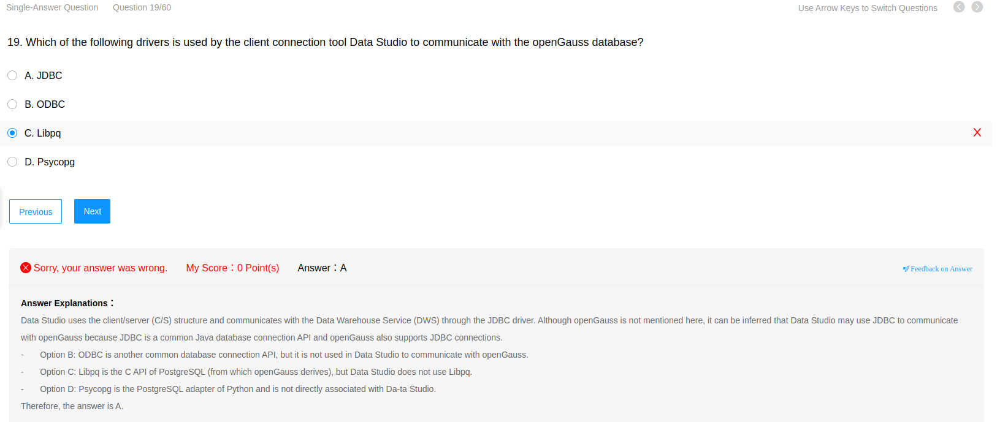 Single-Answer Question Question 19/60 Use Arrow Keys to Switch Questions
19. Which of the following drivers is used by the client connection tool Data Studio to communicate with the openGauss database?
A. JDBC
B. ODBC
C. Libpq
D. Psycopg
Previous Next
Sorry, your answer was wrong. My Score：0 Point(s) Answer：A Feedback on Answer
Answer Explanations：
Data Studio uses the client/server (C/S) structure and communicates with the Data Warehouse Service (DWS) through the JDBC driver. Although openGauss is not mentioned here, it can be inferred that Data Studio may use JDBC to communicate
with openGauss because JDBC is a common Java database connection API and openGauss also supports JDBC connections.
- Option B: ODBC is another common database connection API, but it is not used in Data Studio to communicate with openGauss.
- Option C: Libpq is the C API of PostgreSQL (from which openGauss derives), but Data Studio does not use Libpq.
- Option D: Psycopg is the PostgreSQL adapter of Python and is not directly associated with Da-ta Studio.
Therefore, the answer is A.